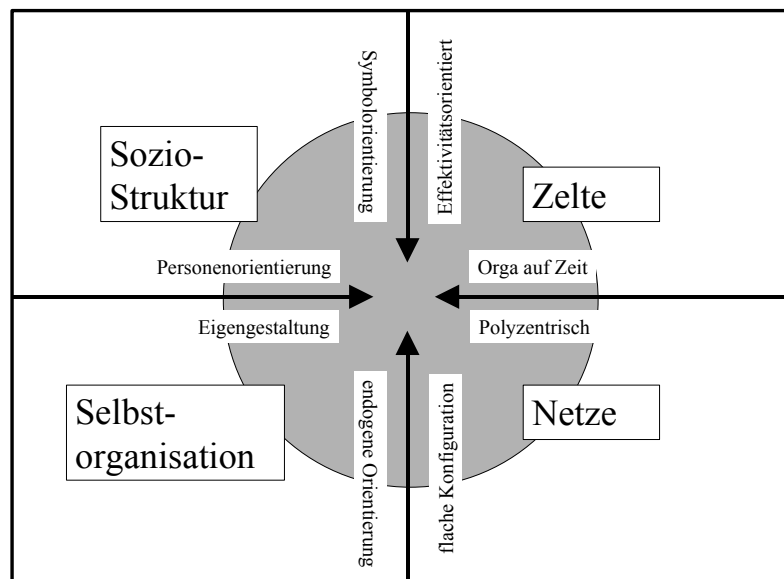 Symbolorientierung
Effektivitätsorientiert
Sozio-
Struktur
Zelte
Personenorientierung
Orga auf Zeit
Eigengestaltung
Polyzentrisch
Selbst-
organisation
endogene Orientierung
flache Konfiguration
Netze